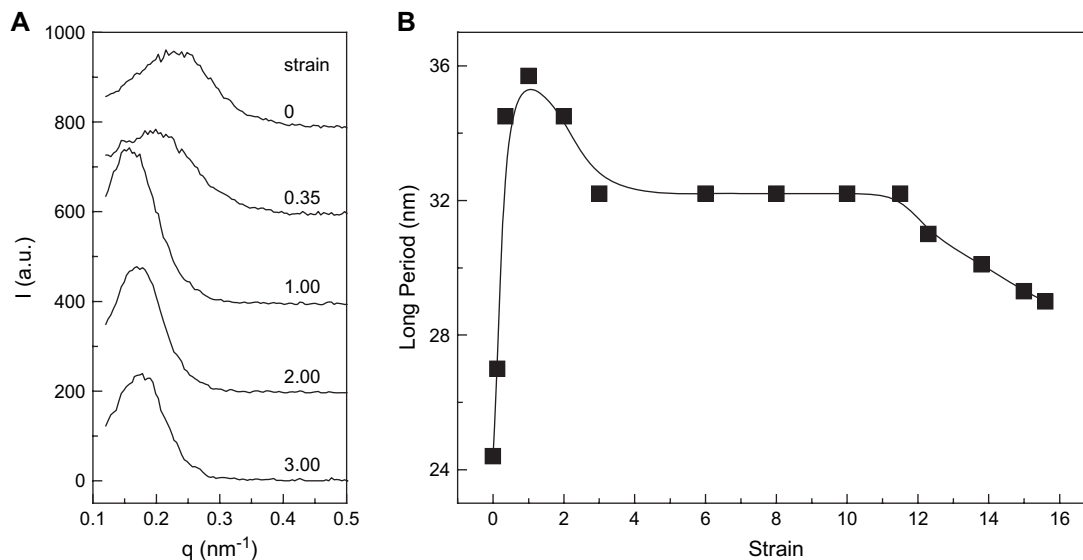 A
1000
800
600
400
200
0
I (a.u.)
strain
0
0.35
1.00
2.00
3.00
0.1 0.2 0.3 0.4 0.5
q (nm⁻¹)
B
36
32
28
24
Long Period (nm)
0 2 4 6 8 10 12 14 16
Strain